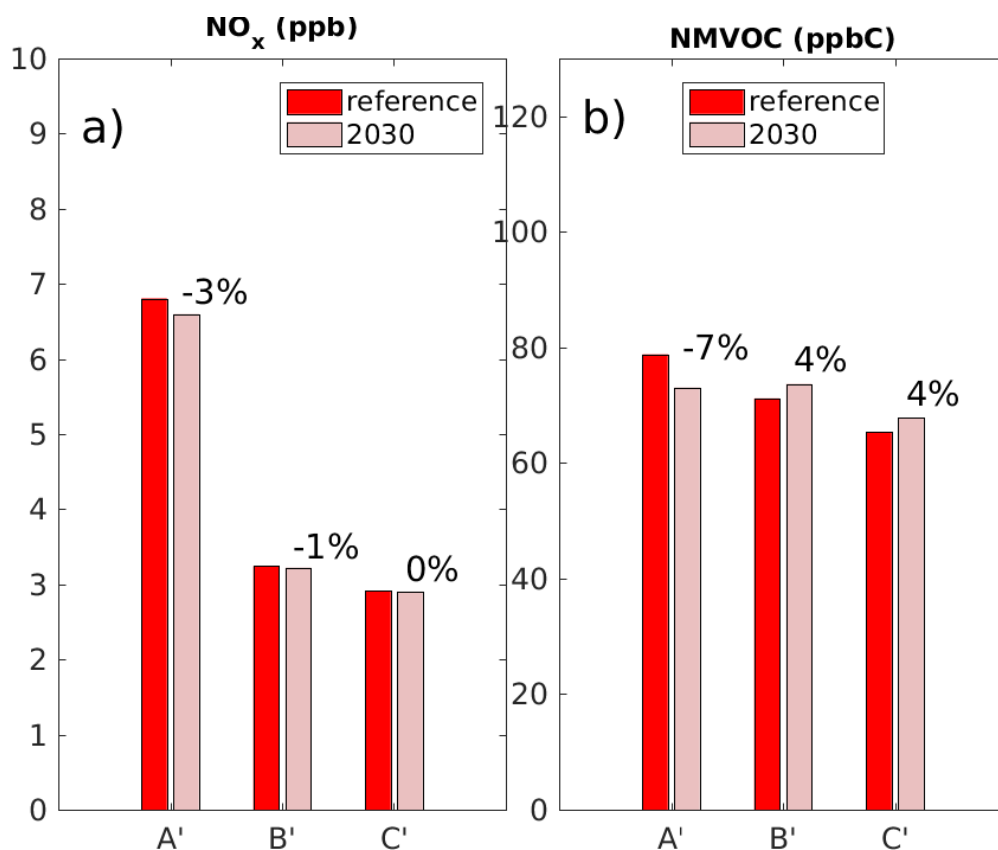 NOx (ppb)
10
9
8
7
6
5
4
3
2
1
0
a)
reference
2030
-3%
-1%
0%
A'
B'
C'
NMVOC (ppbC)
120
100
80
60
40
20
0
b)
reference
2030
-7%
4%
4%
A'
B'
C'